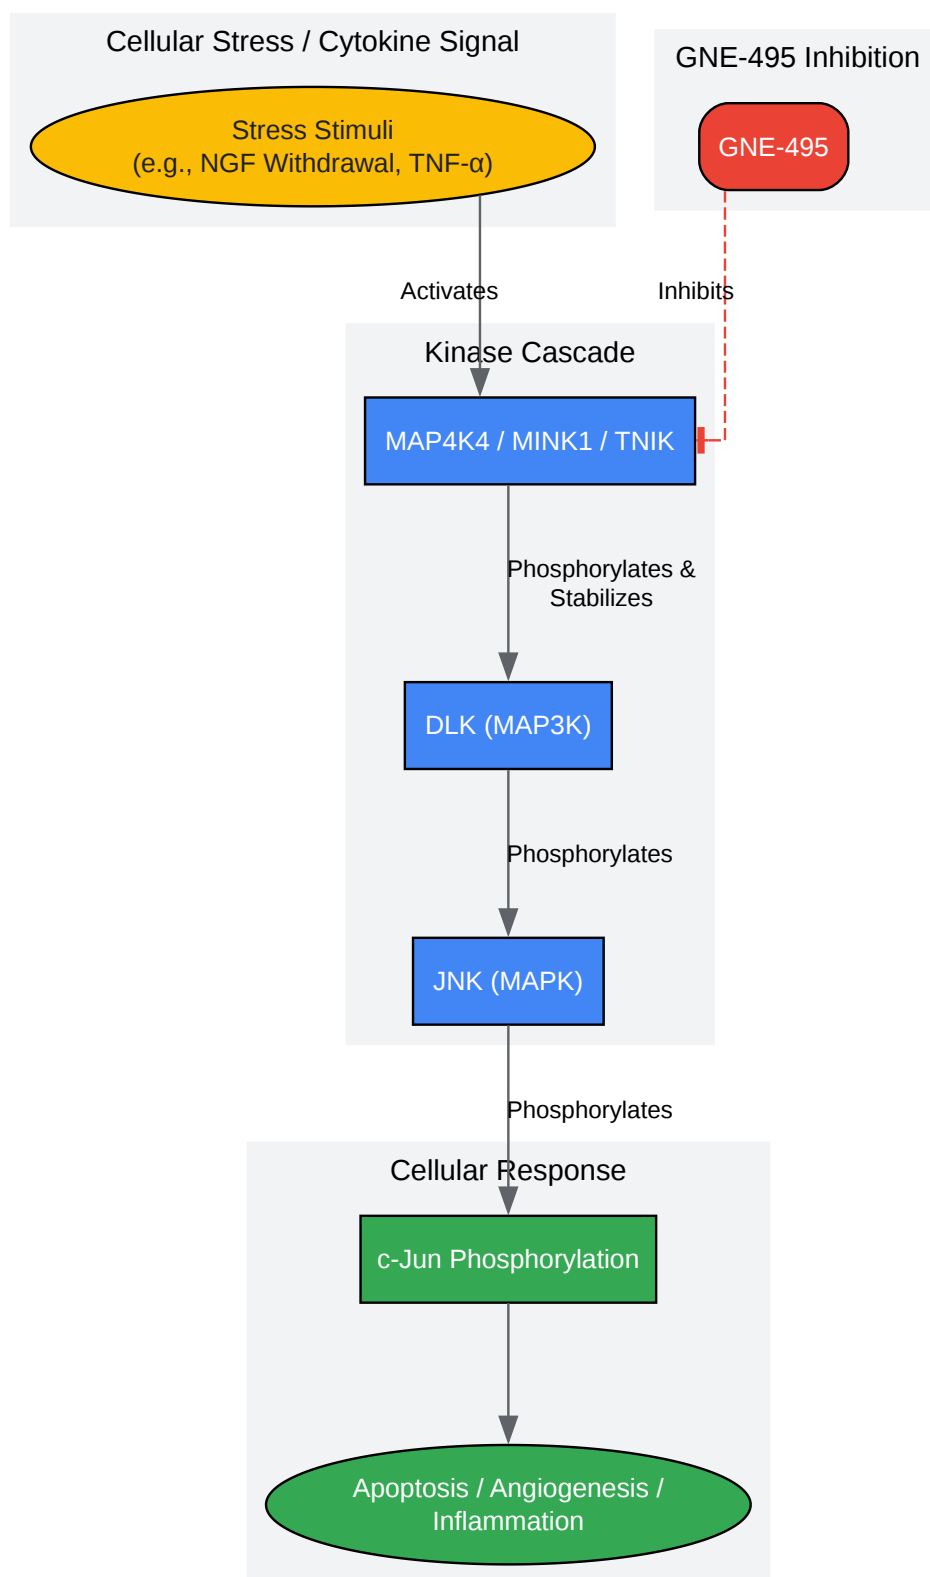 Cellular Stress / Cytokine Signal
Stress Stimuli
(e.g., NGF Withdrawal, TNF-α)
GNE-495 Inhibition
GNE-495
Activates
Inhibits
Kinase Cascade
MAP4K4 / MINK1 / TNIK
Phosphorylates &
Stabilizes
DLK (MAP3K)
Phosphorylates
JNK (MAPK)
Phosphorylates
Cellular Response
c-Jun Phosphorylation
Apoptosis / Angiogenesis /
Inflammation